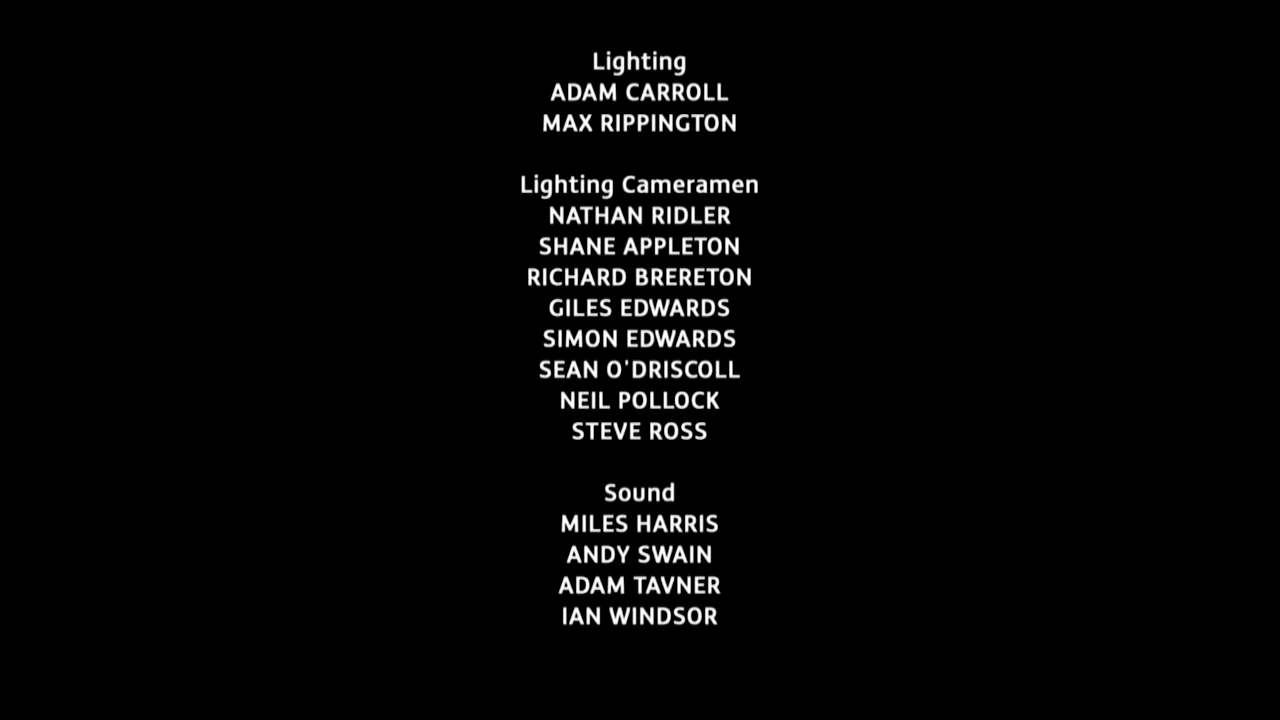 Lighting
ADAM CARROLL
MAX RIPPINGTON
Lighting Cameramen
NATHAN RIDLER
SHANE APPLETON
RICHARD BRERETON
GILES EDWARDS
SIMON EDWARDS
SEAN O'DRISCOLL
NEIL POLLOCK
STEVE ROSS
Sound
MILES HARRIS
ANDY SWAIN
ADAM TAVNER
IAN WINDSOR